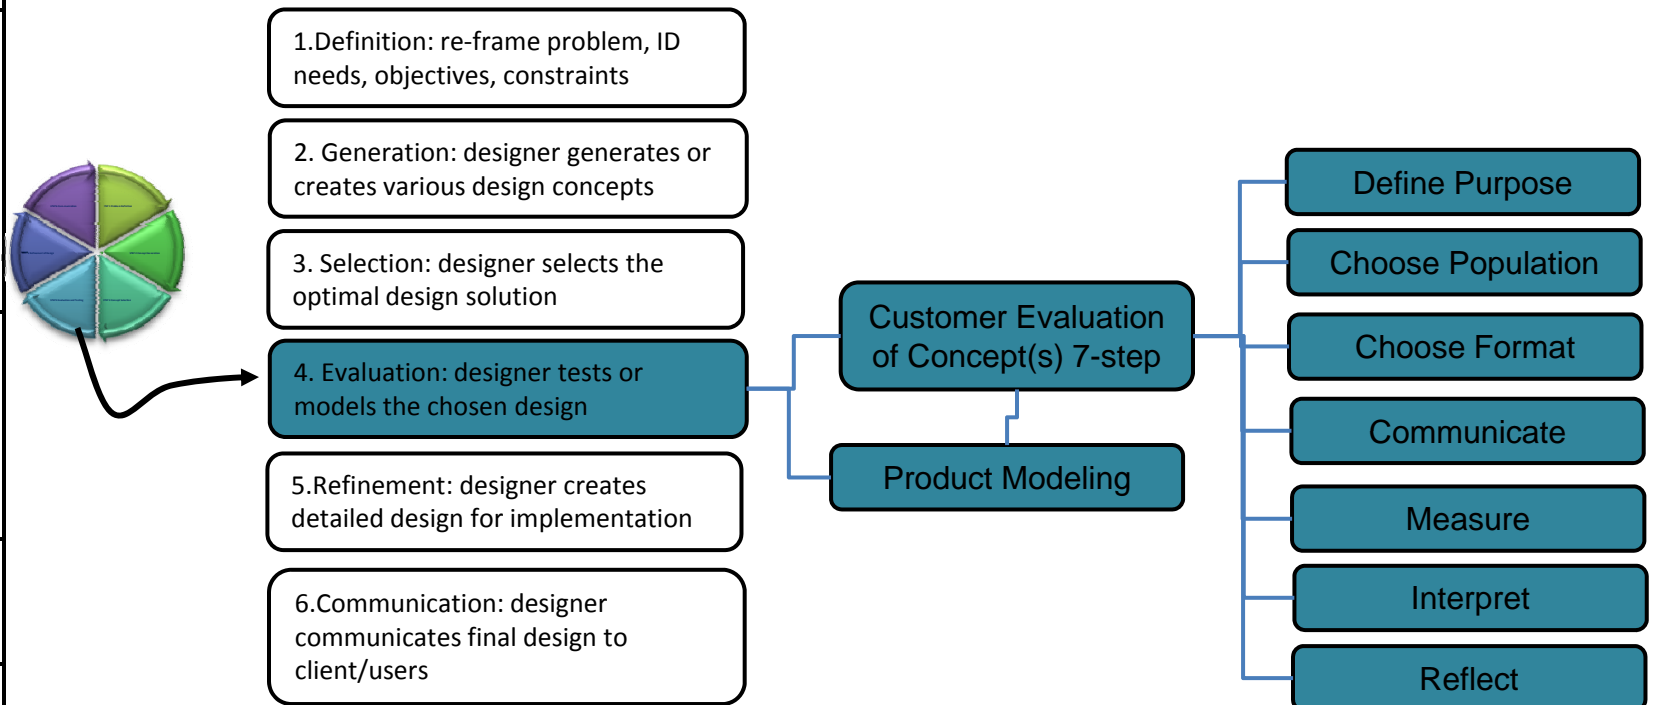 1.Definition: re-frame problem, ID
needs, objectives, constraints
2. Generation: designer generates or
creates various design concepts
3. Selection: designer selects the
optimal design solution
4. Evaluation: designer tests or
models the chosen design
5.Refinement: designer creates
detailed design for implementation
6.Communication: designer
communicates final design to
client/users
Customer Evaluation
of Concept(s) 7-step
Product Modeling
Define Purpose
Choose Population
Choose Format
Communicate
Measure
Interpret
Reflect